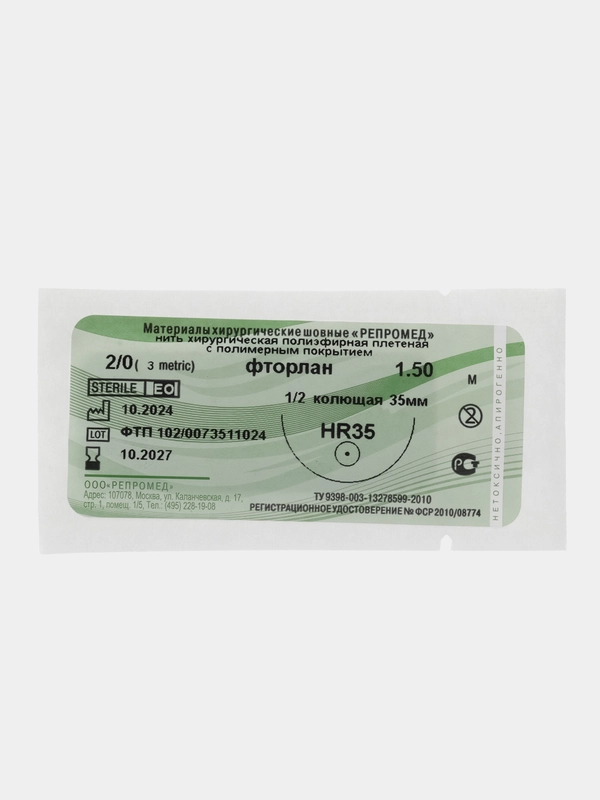 Материалы хирургические шовные «РЕПРОМЕД»
нить хирургическая полиэфирная плетеная
с полимерным покрытием
2/0 ( 3 metric) фторлан 1.50
М
STERILE EO
1/2 колющая 35мм
10.2024
LOT ФТП 102/0073511024
HR35
2
10.2027
РСТ
ООО«РЕПРОМЕД»
Адрес: 107078, Москва, ул. Каланчевская, д. 17,
стр. 1, помещ. 1/5, Тел.: (495) 228-19-08
ТУ 9398-003-13278599-2010
РЕГИСТРАЦИОННОЕ УДОСТОВЕРЕНИЕ № ФСР 2010/08774
НЕТОКСИЧНО, АПИРОГЕННО